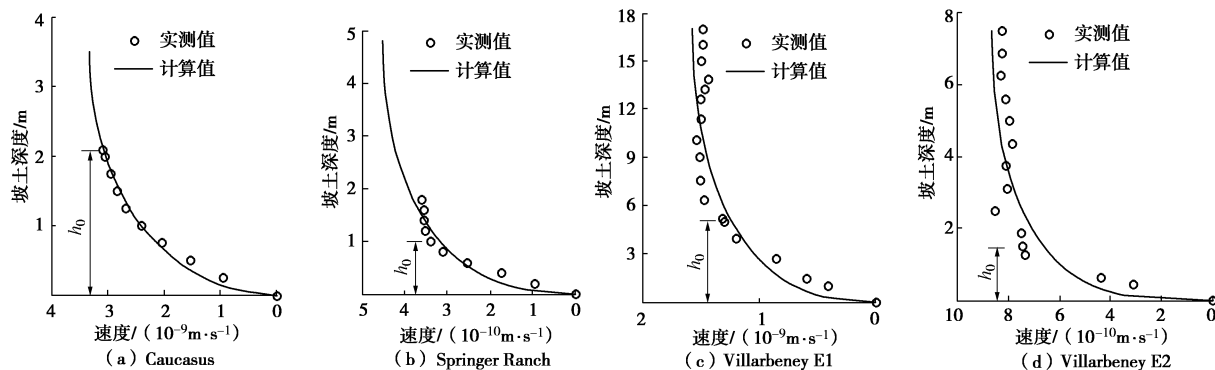 4
3
2
1
坡土深度/m
实测值
计算值
h₀
4 3 2 1 0
速度/（10⁻⁹m·s⁻¹）
（a）Caucasus
5
4
3
2
1
坡土深度/m
实测值
计算值
h₀
5 4 3 2 1 0
速度/（10⁻¹⁰m·s⁻¹）
（b）Springer Ranch
18
15
12
9
6
3
坡土深度/m
实测值
计算值
h₀
2 1 0
速度/（10⁻⁹m·s⁻¹）
（c）Villarbeney E1
8
6
4
2
0
坡土深度/m
实测值
计算值
h₀
10 8 6 4 2 0
速度/（10⁻¹⁰m·s⁻¹）
（d）Villarbeney E2